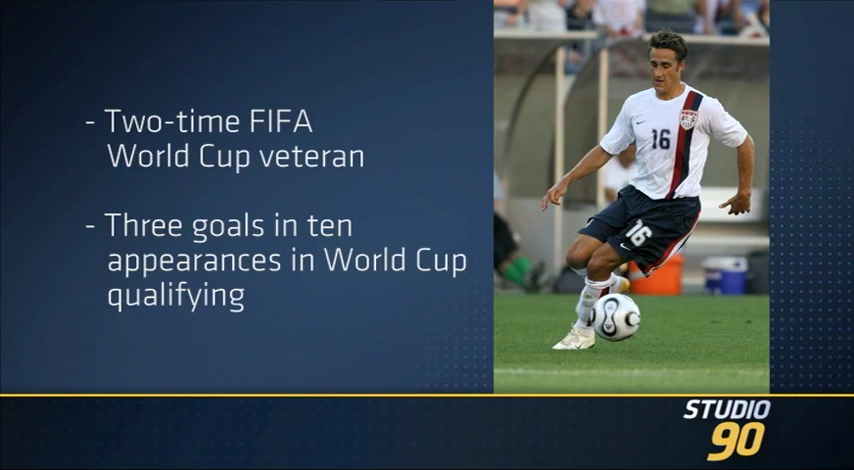 - Two-time FIFA
World Cup veteran
- Three goals in ten
appearances in World Cup
qualifying
16
16
STUDIO
90